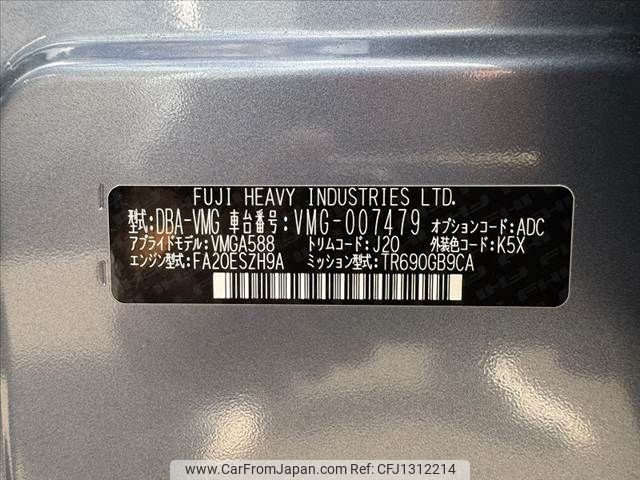 FUJI HEAVY INDUSTRIES LTD.
型式:DBA-VMG 車台番号:VMG-007479 オプションコード:ADC
アプライドモデル:VMGA588 トリムコード:J20 外装色コード:K5X
エンジン型式:FA20ESZH9A ミッション型式:TR690GB9CA
www.CarFromJapan.com - CFJ1312214